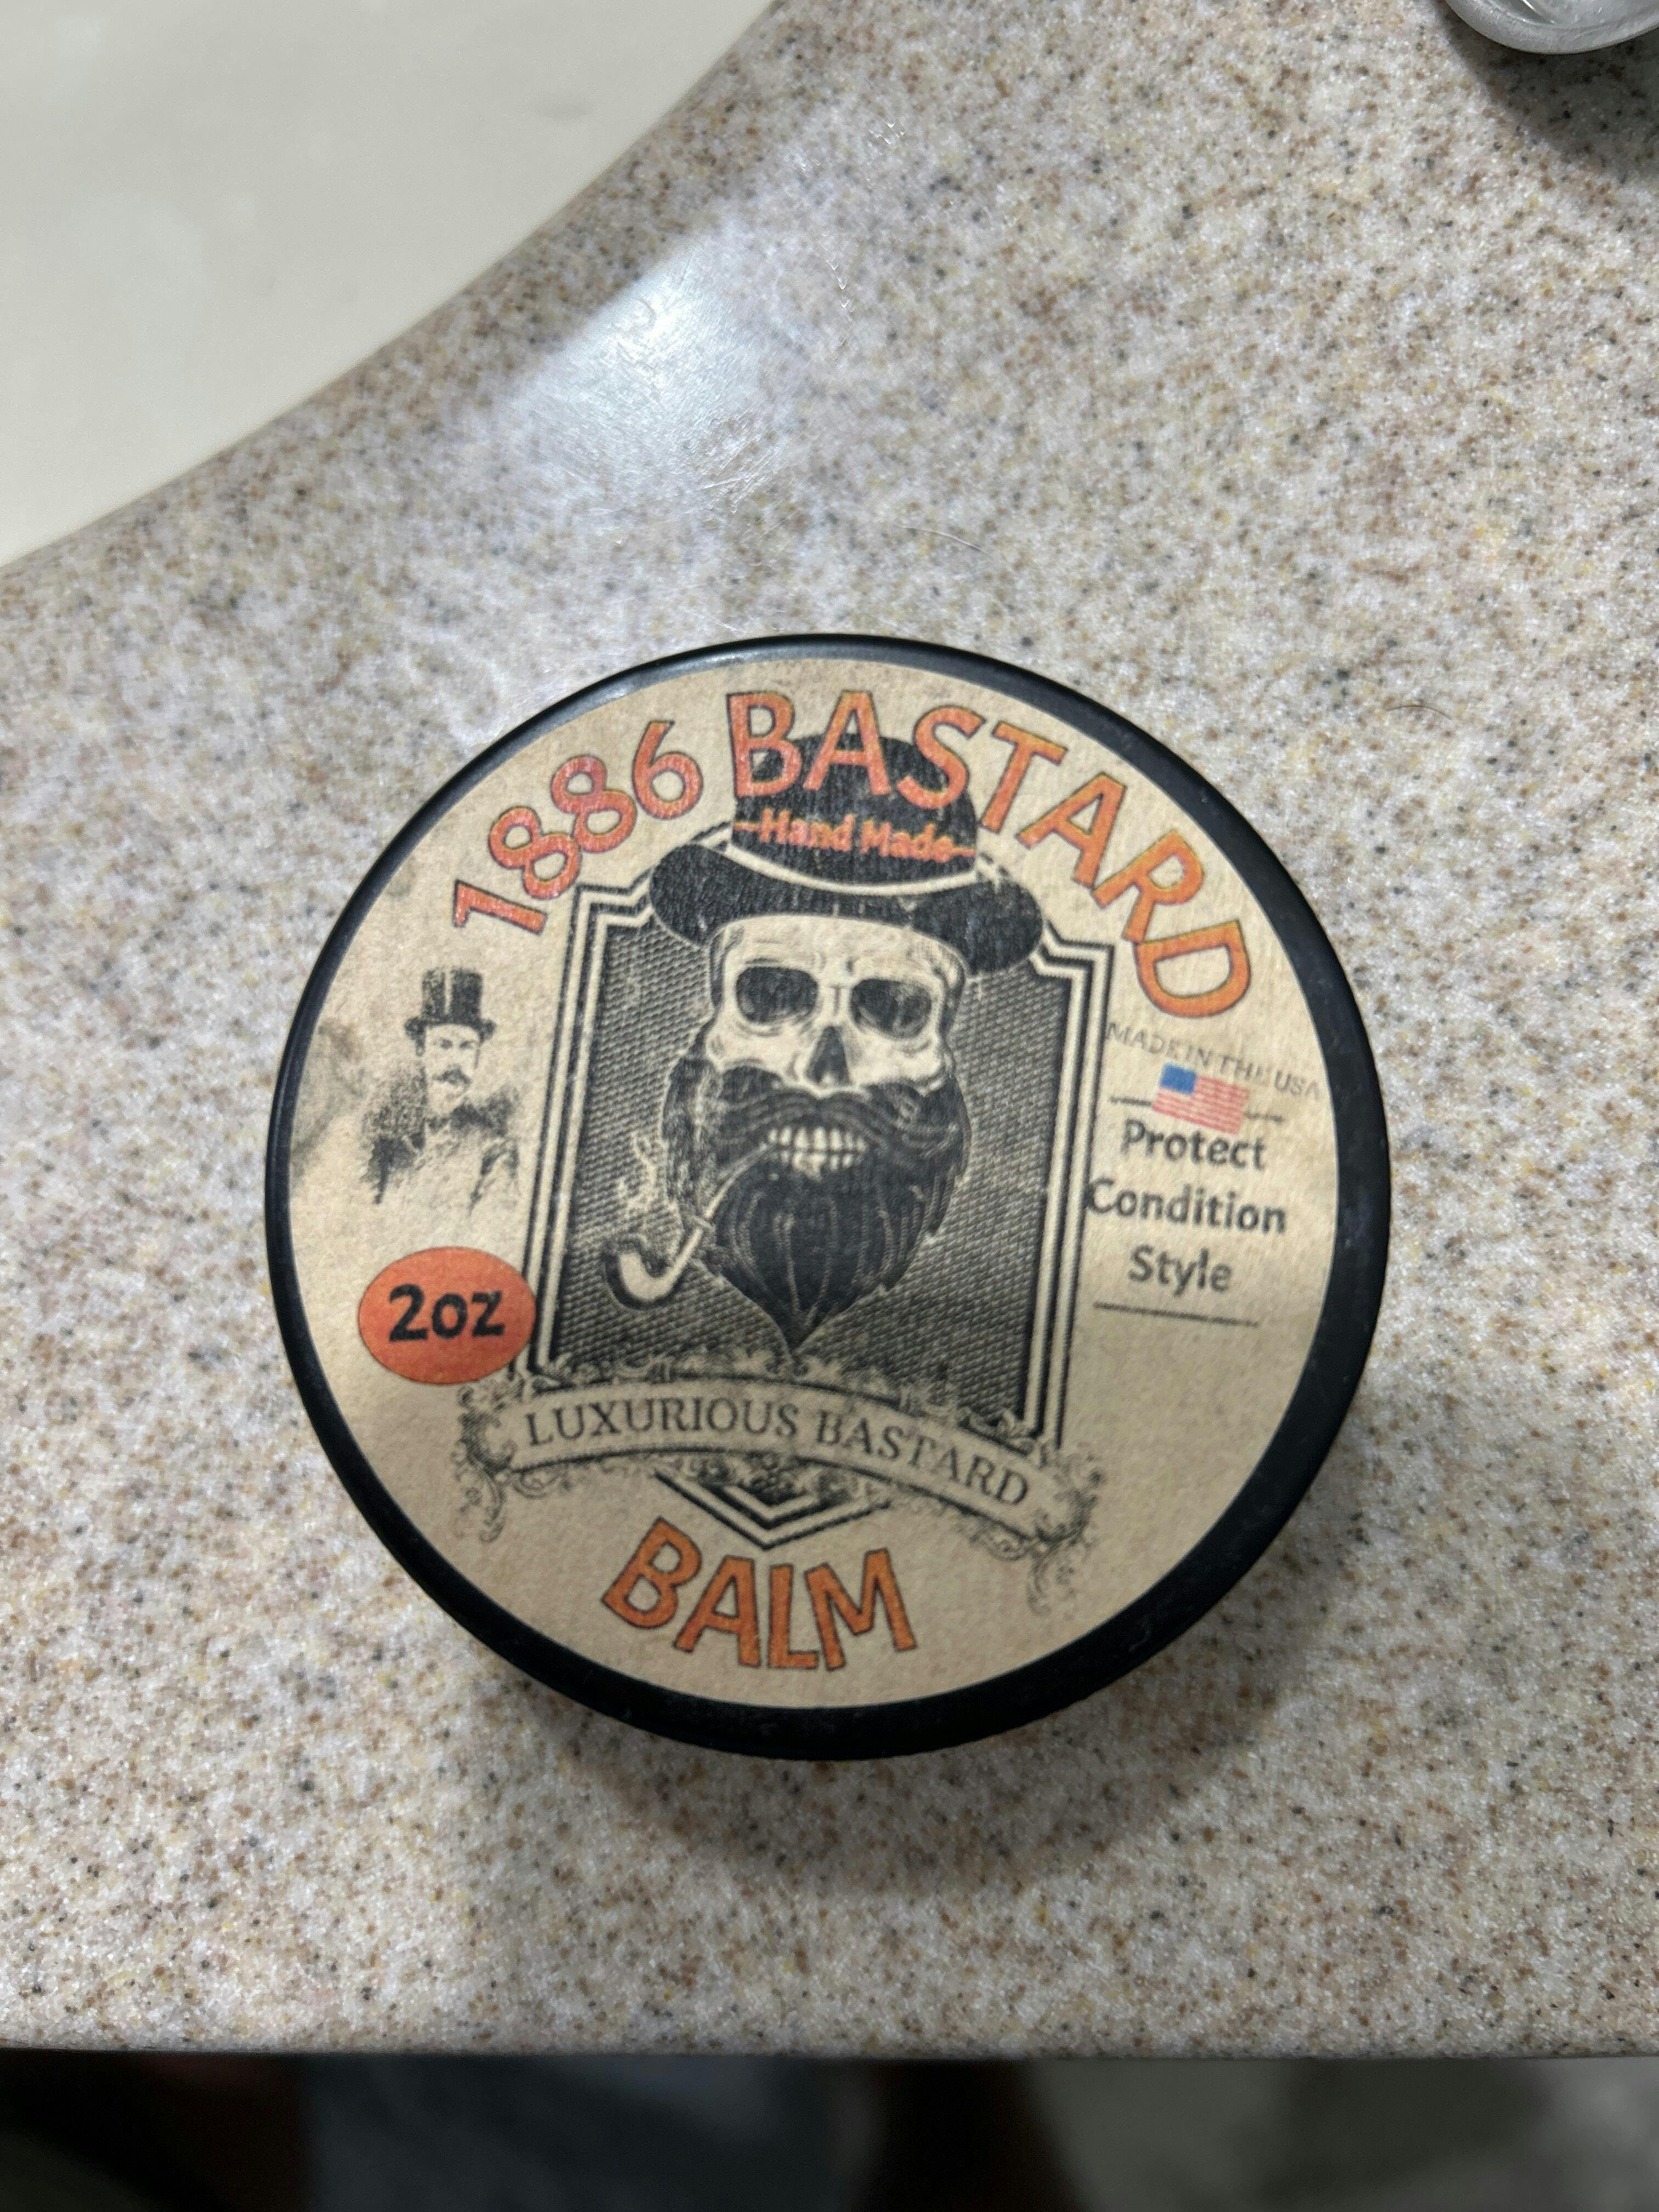 1886 BASTARD
Hand Made
MADE IN THE USA
Protect
Condition
Style
2oz
LUXURIOUS BASTARD
BALM